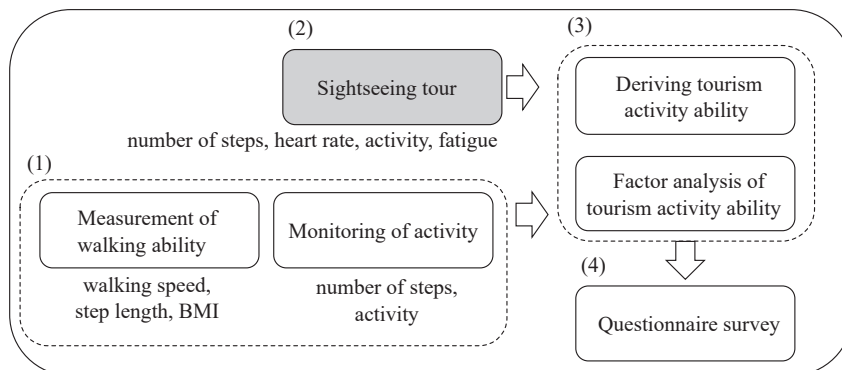 (2)
Sightseeing tour
number of steps, heart rate, activity, fatigue
(3)
Deriving tourism
activity ability
Factor analysis of
tourism activity ability
(1)
Measurement of
walking ability
walking speed,
step length, BMI
Monitoring of activity
number of steps,
activity
(4)
Questionnaire survey